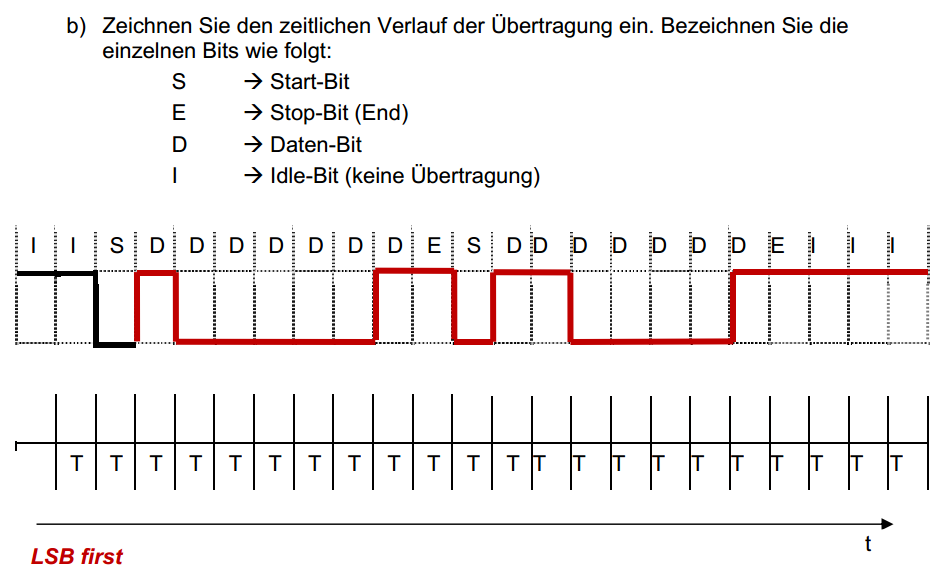 b) Zeichnen Sie den zeitlichen Verlauf der Übertragung ein. Bezeichnen Sie die
einzelnen Bits wie folgt:
S → Start-Bit
E → Stop-Bit (End)
D → Daten-Bit
I → Idle-Bit (keine Übertragung)
I I S D D D D D D D E S D D D D D D D E I I I
T T T T T T T T T T T T T T T T T T T T T T
t
LSB first